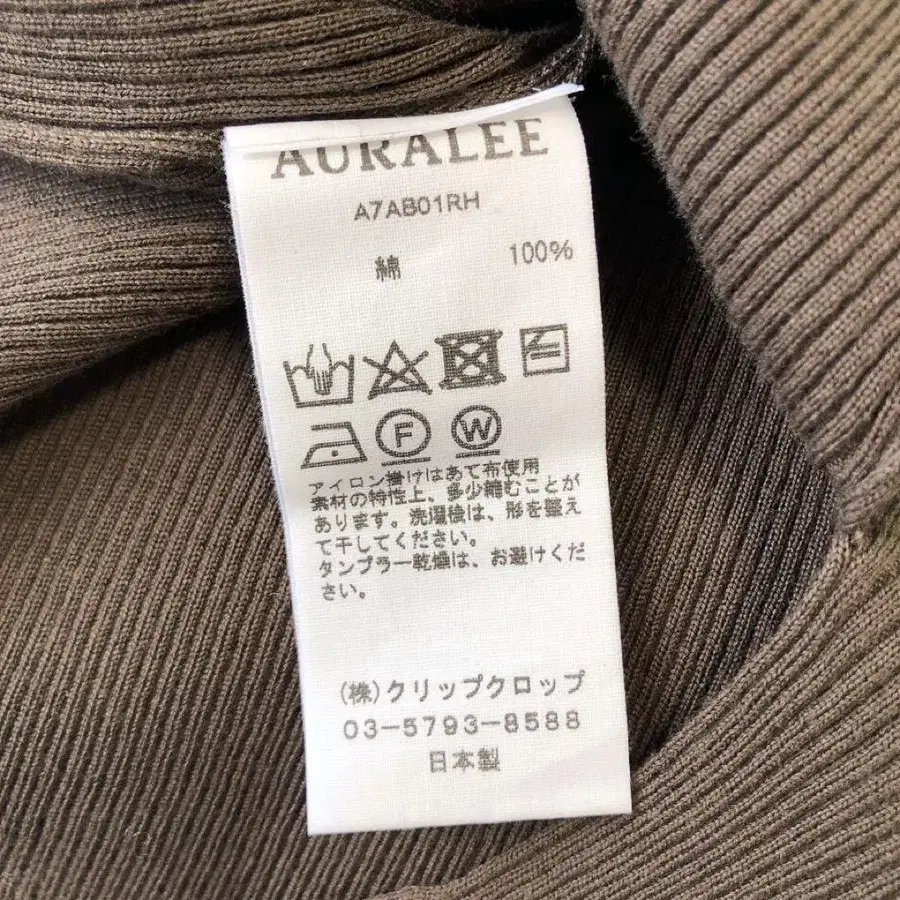 AURALEE
A7AB01RH
綿 100%
F W
アイロン掛けはあて布使用
素材の特性上、多少縮むことが
あります。洗濯後は、形を整え
て干してください。
タンブラー乾燥は、お避けくだ
さい。
(株)クリップクロップ
03-5793-8588
日本製